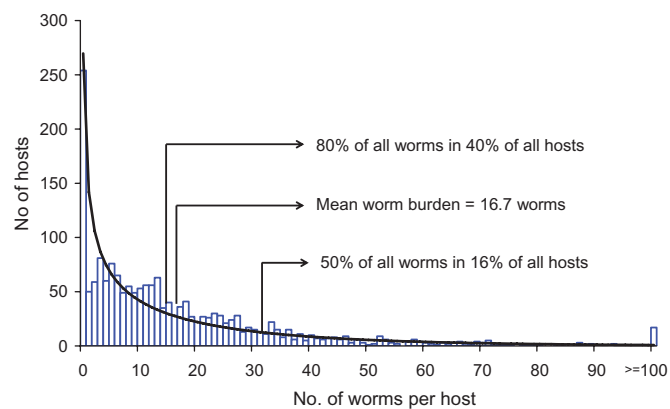 300
250
200
150
100
50
0
No of hosts
80% of all worms in 40% of all hosts
Mean worm burden = 16.7 worms
50% of all worms in 16% of all hosts
0 10 20 30 40 50 60 70 80 90 >=100
No. of worms per host